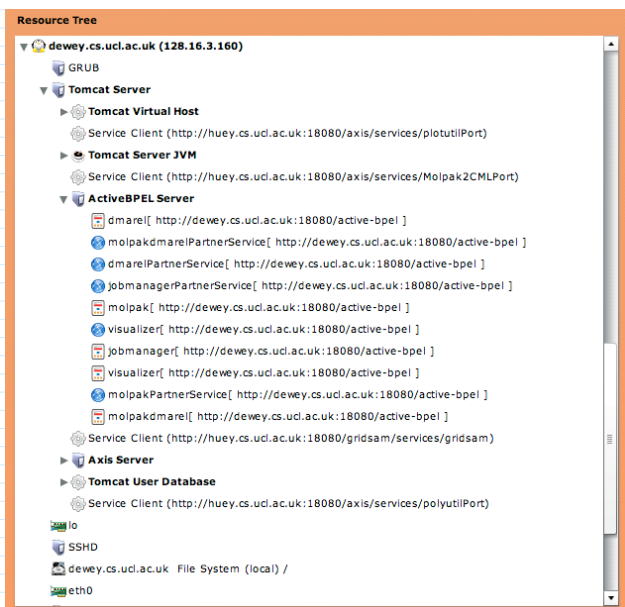 Resource Tree
dewey.cs.ucl.ac.uk (128.16.3.160)
GRUB
Tomcat Server
Tomcat Virtual Host
Service Client (http://huey.cs.ucl.ac.uk:18080/axis/services/plotutilPort)
Tomcat Server JVM
Service Client (http://huey.cs.ucl.ac.uk:18080/axis/services/Molpak2CMLPort)
ActiveBPEL Server
dmarel[ http://dewey.cs.ucl.ac.uk:18080/active-bpel ]
molpakdmarelPartnerService[ http://dewey.cs.ucl.ac.uk:18080/active-bpel ]
dmarelPartnerService[ http://dewey.cs.ucl.ac.uk:18080/active-bpel ]
jobmanagerPartnerService[ http://dewey.cs.ucl.ac.uk:18080/active-bpel ]
molpak[ http://dewey.cs.ucl.ac.uk:18080/active-bpel ]
visualizer[ http://dewey.cs.ucl.ac.uk:18080/active-bpel ]
jobmanager[ http://dewey.cs.ucl.ac.uk:18080/active-bpel ]
visualizer[ http://dewey.cs.ucl.ac.uk:18080/active-bpel ]
molpakPartnerService[ http://dewey.cs.ucl.ac.uk:18080/active-bpel ]
molpakdmarel[ http://dewey.cs.ucl.ac.uk:18080/active-bpel ]
Service Client (http://huey.cs.ucl.ac.uk:18080/gridsam/services/gridsam)
Axis Server
Tomcat User Database
Service Client (http://huey.cs.ucl.ac.uk:18080/axis/services/polyutilPort)
lo
SSHD
dewey.cs.ucl.ac.uk File System (local) /
eth0